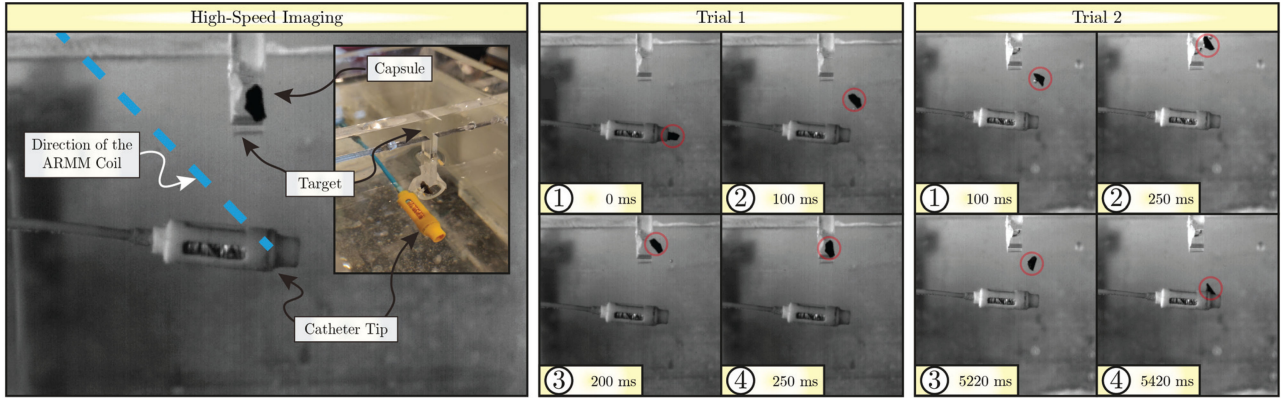 High-Speed Imaging
Capsule
Direction of the
ARMM Coil
Target
Catheter Tip
Trial 1
1 0 ms
2 100 ms
3 200 ms
4 250 ms
Trial 2
1 100 ms
2 250 ms
3 5220 ms
4 5420 ms